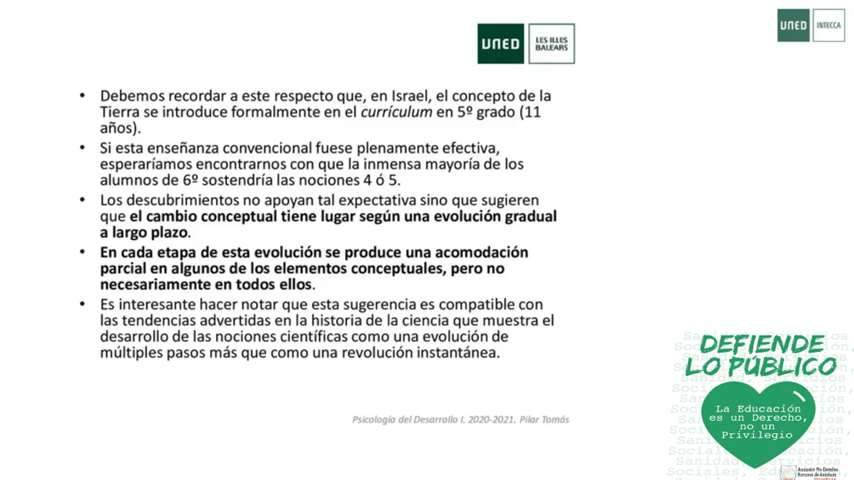 UNED
LES ILLES
BALEARS
UNED
INTECCA
• Debemos recordar a este respecto que, en Israel, el concepto de la
Tierra se introduce formalmente en el currículum en 5º grado (11
años).
• Si esta enseñanza convencional fuese plenamente efectiva,
esperaríamos encontrarnos con que la inmensa mayoría de los
alumnos de 6º sostendría las nociones 4 ó 5.
• Los descubrimientos no apoyan tal expectativa sino que sugieren
que el cambio conceptual tiene lugar según una evolución gradual
a largo plazo.
• En cada etapa de esta evolución se produce una acomodación
parcial en algunos de los elementos conceptuales, pero no
necesariamente en todos ellos.
• Es interesante hacer notar que esta sugerencia es compatible con
las tendencias advertidas en la historia de la ciencia que muestra el
desarrollo de las nociones científicas como una evolución de
múltiples pasos más que como una revolución instantánea.
Psicología del Desarrollo I. 2020-2021. Pilar Tomás
DEFIENDE
LO PÚBLICO
La Educación
es un Derecho,
no un
Privilegio